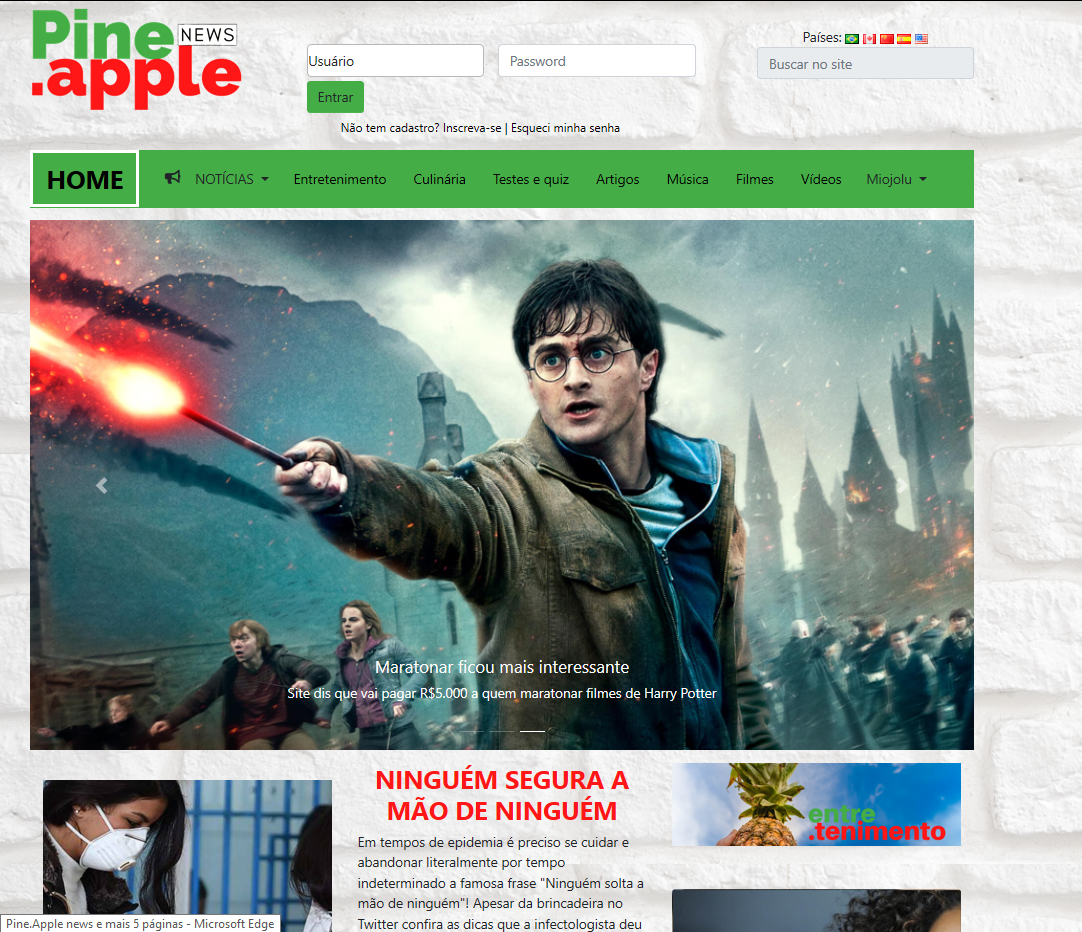 Pine
NEWS
.apple
Usuário
Password
Entrar
Não tem cadastro? Inscreva-se | Esqueci minha senha
Países:
Buscar no site
HOME
NOTÍCIAS
Entretenimento
Culinária
Testes e quiz
Artigos
Música
Filmes
Vídeos
Miojolu
Maratonar ficou mais interessante
Site dis que vai pagar R$5.000 a quem maratonar filmes de Harry Potter
NINGUÉM SEGURA A
MÃO DE NINGUÉM
Em tempos de epidemia é preciso se cuidar e
abandonar literalmente por tempo
indeterminado a famosa frase "Ninguém solta a
mão de ninguém"! Apesar da brincadeira no
Twitter confira as dicas que a infectologista deu
entre
.tenimento
Pine.Apple news e mais 5 páginas - Microsoft Edge